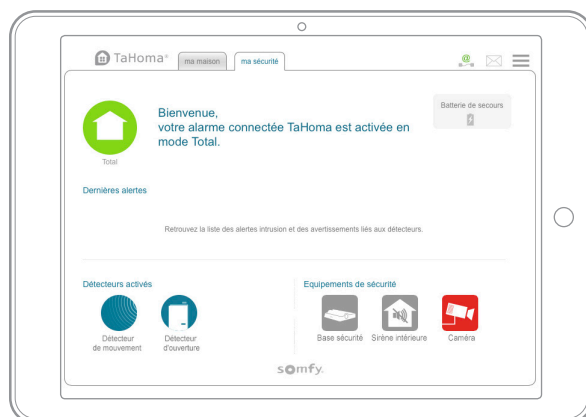 TaHoma®
ma maison
ma sécurité
@
Bienvenue,
votre alarme connectée TaHoma est activée en
mode Total.
Batterie de secours
Total
Dernières alertes
Retrouvez la liste des alertes intrusion et des avertissements liés aux détecteurs.
Détecteurs activés
Détecteur
de mouvement
Détecteur
d'ouverture
Equipements de sécurité
Base sécurité
Sirène intérieure
Caméra
somfy.